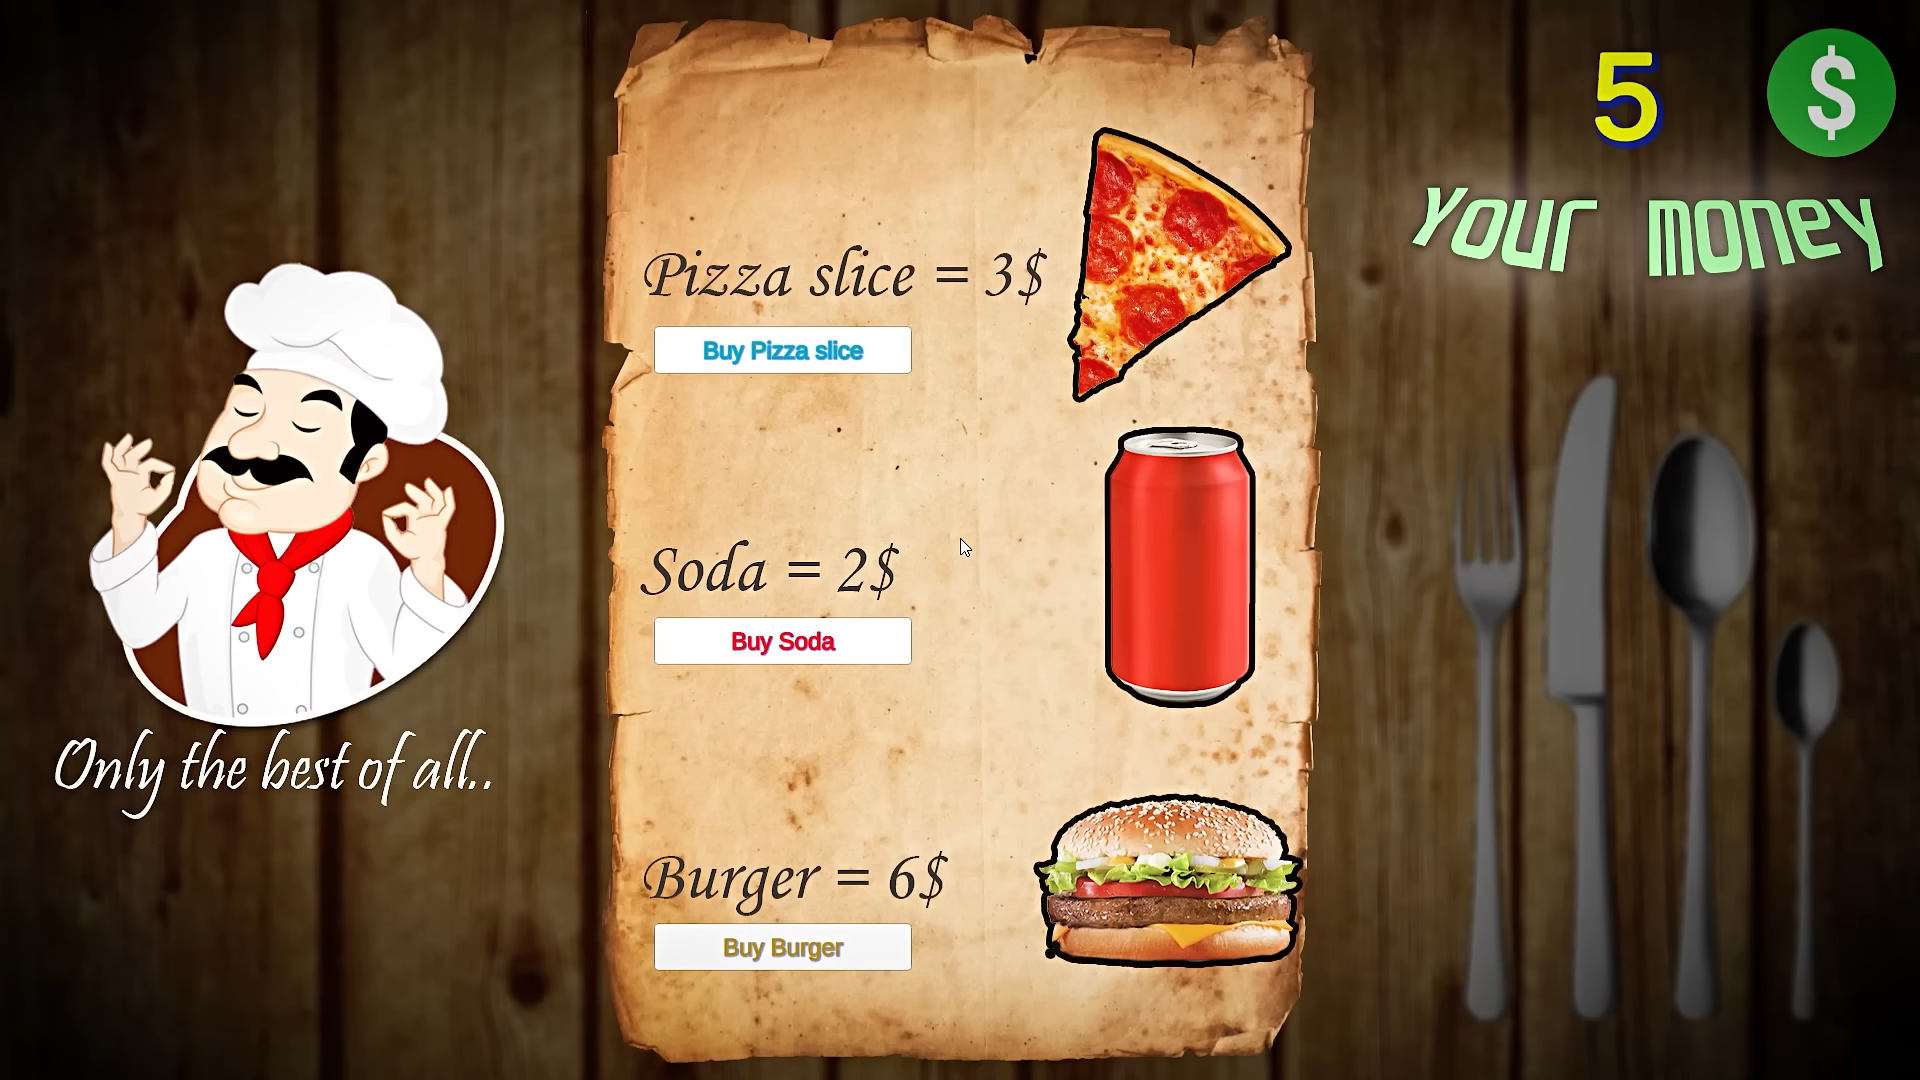 5 $
Your money
Pizza slice = 3$
Buy Pizza slice
Soda = 2$
Buy Soda
Only the best of all..
Burger = 6$
Buy Burger